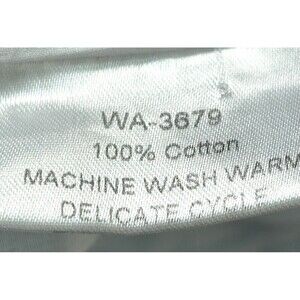 WA-3679
100% Cotton
MACHINE WASH WARM
DELICATE CYCLE